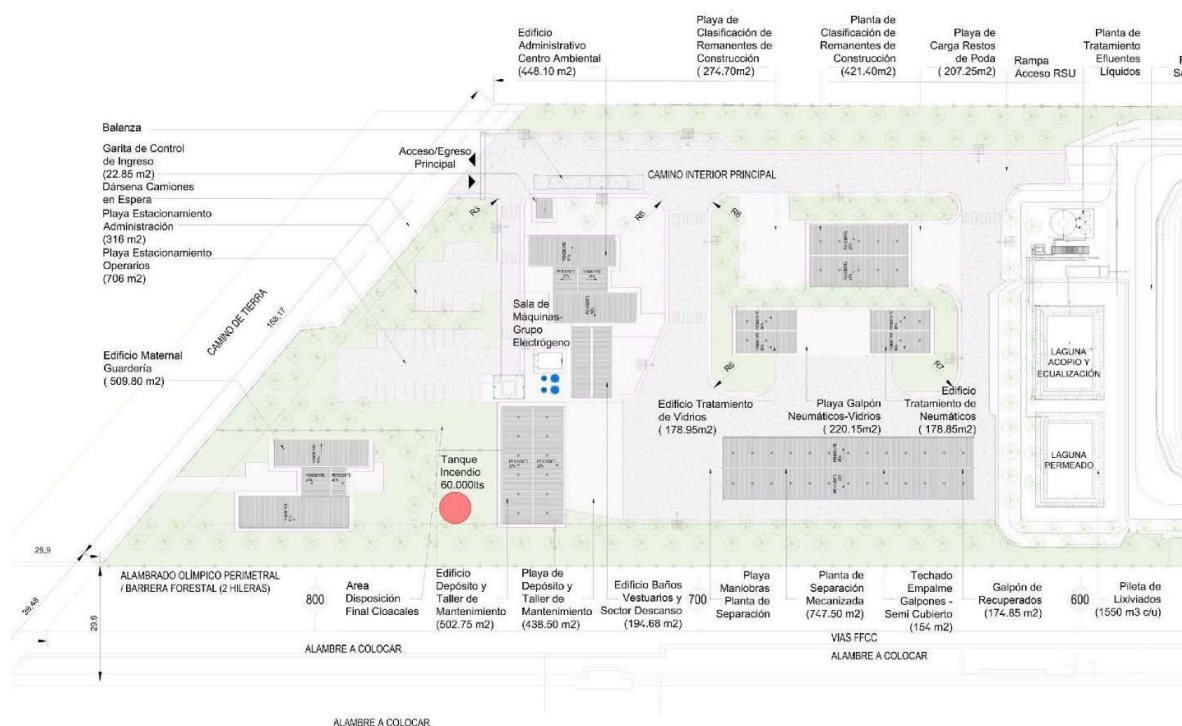 Edificio
Administrativo
Centro Ambiental
(448.10 m2)
Playa de
Clasificación de
Remanentes de
Construcción
( 274.70m2)
Planta de
Clasificación de
Remanentes de
Construcción
(421.40m2)
Playa de
Carga Restos
de Poda
( 207.25m2)
Rampa
Acceso RSU
Planta de
Tratamiento
Efluentes
Líquidos
Balanza
Garita de Control
de Ingreso
(22.85 m2)
Dársena Camiones
en Espera
Playa Estacionamiento
Administración
(316 m2)
Playa Estacionamiento
Operarios
(706 m2)
Acceso/Egreso
Principal
CAMINO INTERIOR PRINCIPAL
R3
R5
R8
CAMINO DE TIERRA
158.17
Sala de
Máquinas-
Grupo
Electrógeno
Edificio Maternal
Guardería
( 509.80 m2)
R6
R7
LAGUNA
ACOPIO Y
ECUALIZACIÓN
Edificio Tratamiento
de Vidrios
( 178.95m2)
Playa Galpón
Neumáticos-Vidrios
( 220.15m2)
Edificio
Tratamiento de
Neumáticos
( 178.85m2)
LAGUNA
PERMEADO
Tanque
Incendio
60.000lts
29,9
38.48
29.9
ALAMBRADO OLÍMPICO PERIMETRAL
/ BARRERA FORESTAL (2 HILERAS)
800
Area
Disposición
Final Cloacales
Edificio
Depósito y
Taller de
Mantenimiento
(502.75 m2)
Playa de
Depósito y
Taller de
Mantenimiento
(438.50 m2)
Edificio Baños
Vestuarios y
Sector Descanso
(194.68 m2)
700
Playa
Maniobras
Planta de
Separación
Planta de
Separación
Mecanizada
(747.50 m2)
Techado
Empalme
Galpones -
Semi Cubierto
(154 m2)
Galpón de
Recuperados
(174.85 m2)
600
Pileta de
Lixiviados
(1550 m3 c/u)
VIAS FFCC
ALAMBRE A COLOCAR
ALAMBRE A COLOCAR
ALAMBRE A COLOCAR